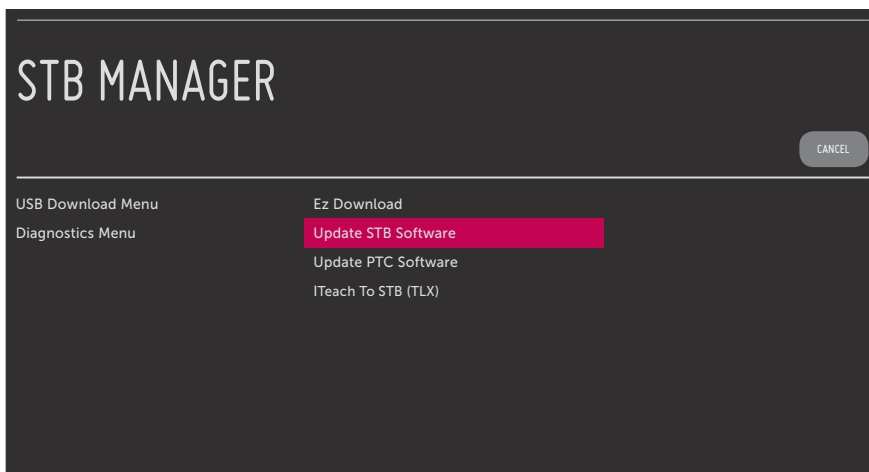 STB MANAGER
CANCEL
USB Download Menu
Diagnostics Menu
Ez Download
Update STB Software
Update PTC Software
ITeach To STB (TLX)